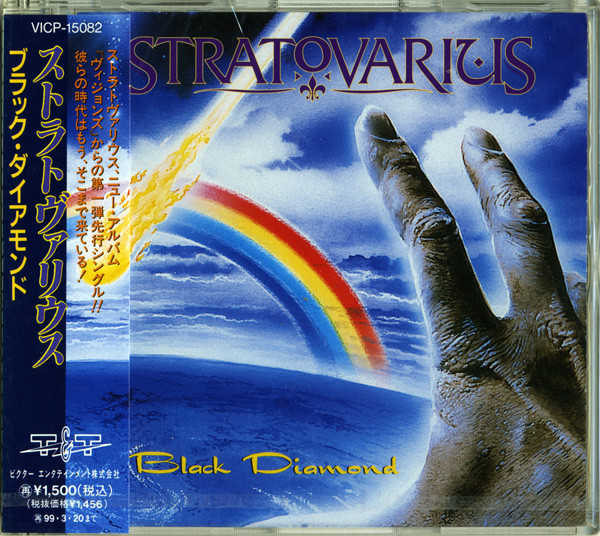 VICP-15082
ストラトヴァリウス
ブラック・ダイアモンド
ストラトヴァリウス、ニュー・アルバム
『ヴィジョンズ』からの第一弾先行シングル!!
彼らの時代はもう、そこまで来ている!
T&T
ビクター エンタテインメント株式会社
再¥1,500(税込)
(税抜価格¥1,456)
再99・3・20まで
STRATOVARIUS
Black Diamond